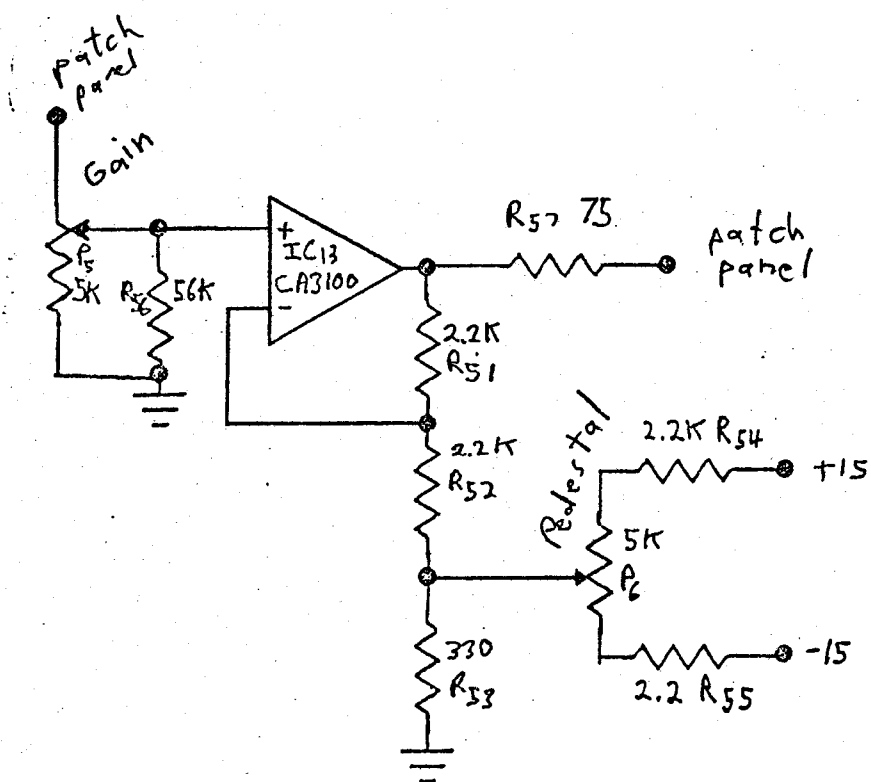 patch
panel
Gain
P5
5K
R56
56K
+
IC13
CA3100
-
R57 75
patch
panel
2.2K
R51
2.2K
R52
Pedestal
2.2K R54
+15
5K
P6
330
R53
-15
2.2 R55